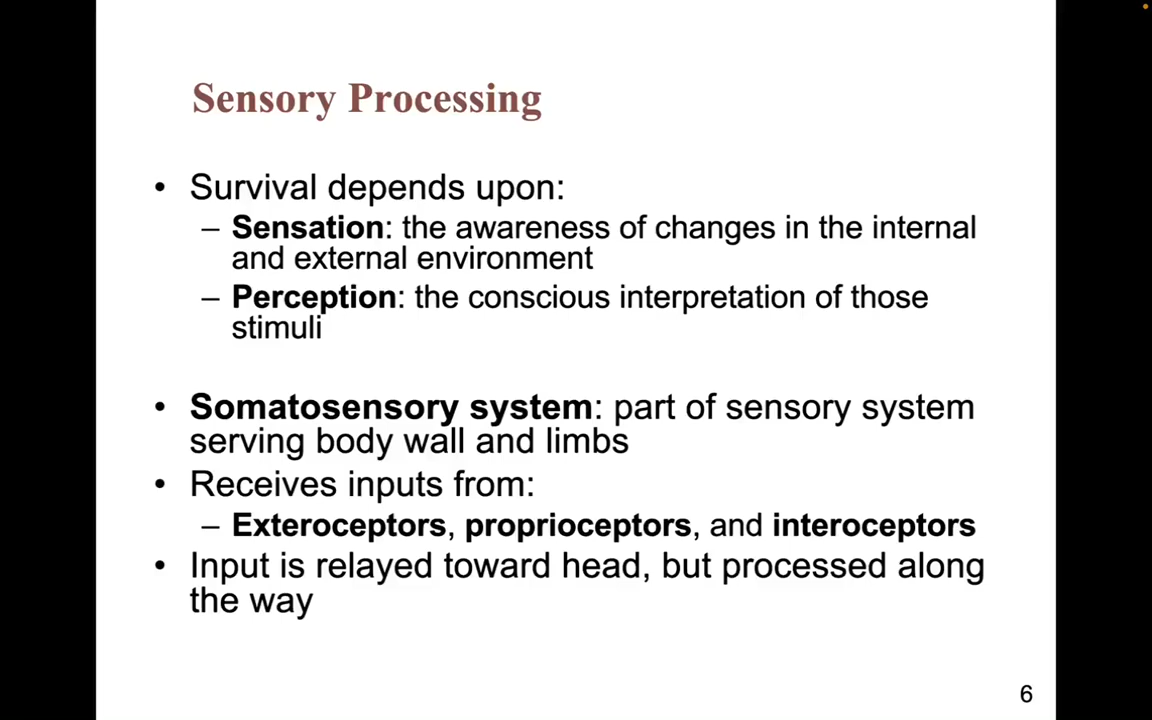 Sensory Processing
• Survival depends upon:
– Sensation: the awareness of changes in the internal
and external environment
– Perception: the conscious interpretation of those
stimuli
• Somatosensory system: part of sensory system
serving body wall and limbs
• Receives inputs from:
– Exteroceptors, proprioceptors, and interoceptors
• Input is relayed toward head, but processed along
the way
6